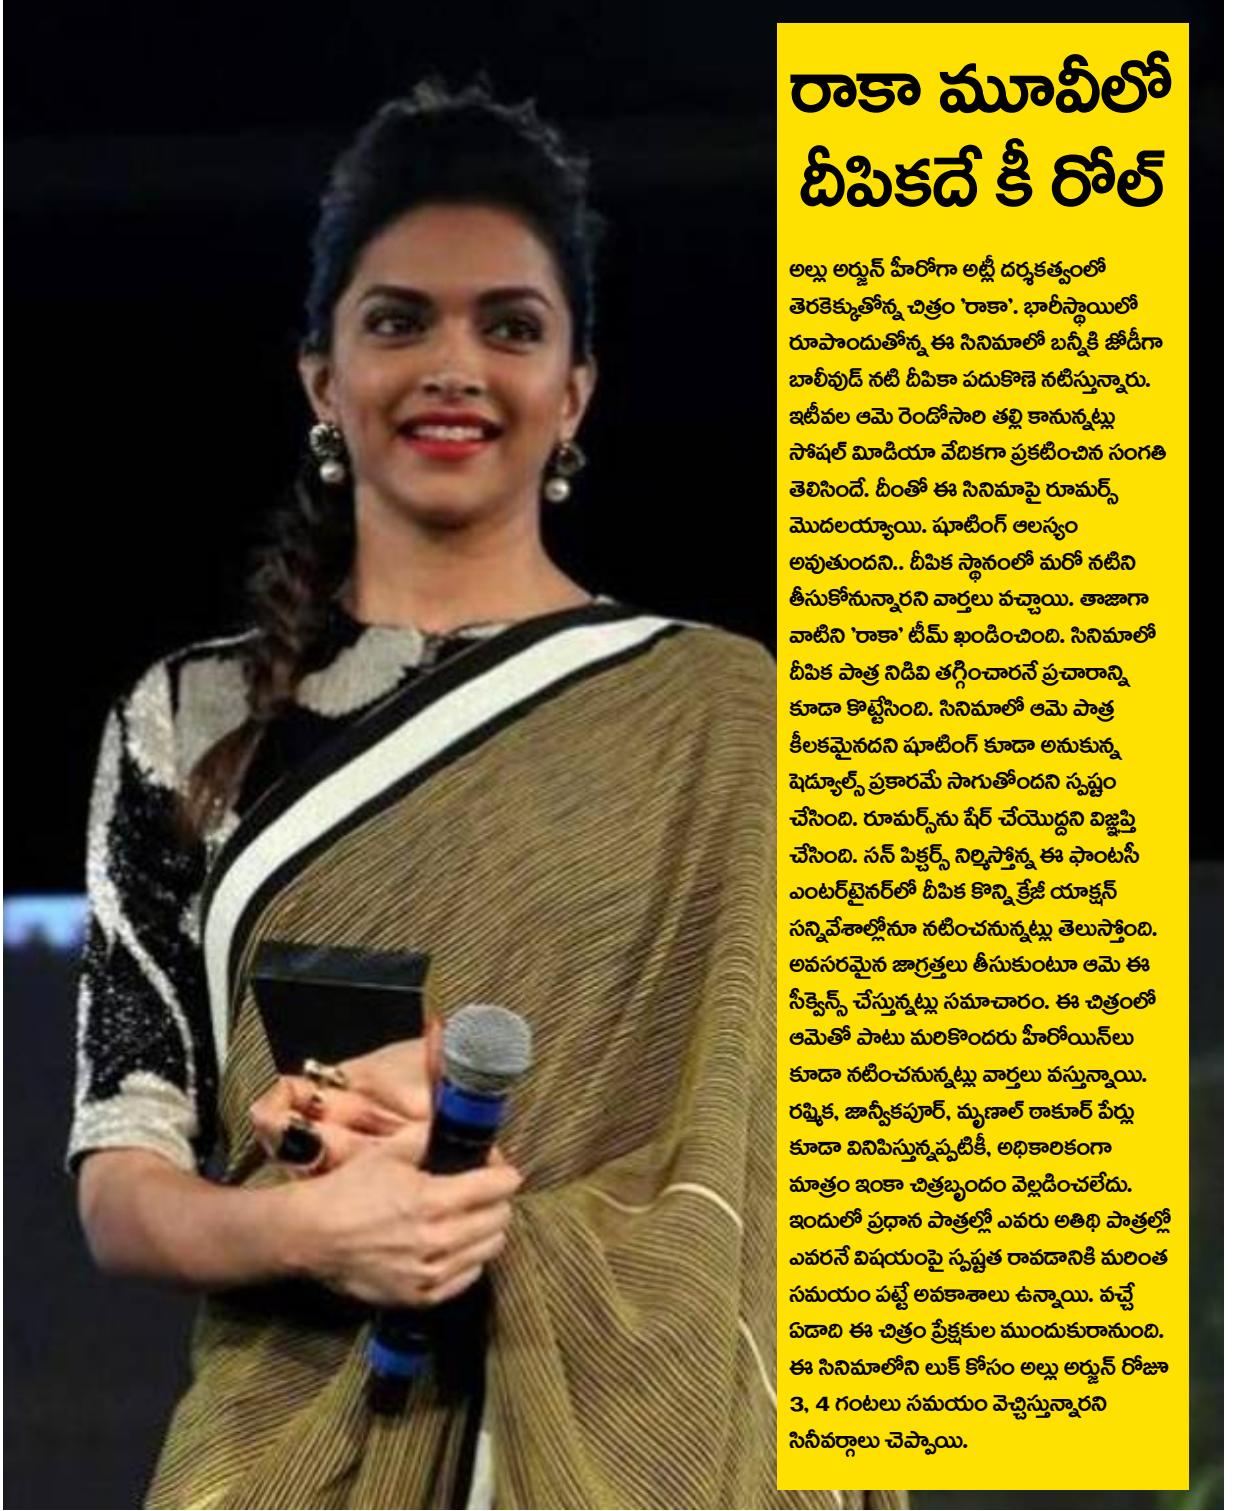 రాకా మూవీలో
దీపికదే కీ రోల్
అల్లు అర్జున్ హీరోగా అట్లీ దర్శకత్వంలో
తెరకెక్కుతోన్న చిత్రం 'రాకా'. భారీస్థాయిలో
రూపొందుతోన్న ఈ సినిమాలో బన్నీకి జోడీగా
బాలీవుడ్ నటి దీపికా పదుకొణె నటిస్తున్నారు.
ఇటీవల ఆమె రెండోసారి తల్లి కానున్నట్లు
సోషల్ మీడియా వేదికగా ప్రకటించిన సంగతి
తెలిసిందే. దీంతో ఈ సినిమాపై రూమర్స్
మొదలయ్యాయి. షూటింగ్ ఆలస్యం
అవుతుందని.. దీపిక స్థానంలో మరో నటిని
తీసుకోనున్నారని వార్తలు వచ్చాయి. తాజాగా
వాటిని 'రాకా' టీమ్ ఖండించింది. సినిమాలో
దీపిక పాత్ర నిడివి తగ్గించారనే ప్రచారాన్ని
కూడా కొట్టేసింది. సినిమాలో ఆమె పాత్ర
కీలకమైనదని షూటింగ్ కూడా అనుకున్న
షెడ్యూల్స్ ప్రకారమే సాగుతోందని స్పష్టం
చేసింది. రూమర్స్‌ను షేర్ చేయొద్దని విజ్ఞప్తి
చేసింది. సన్ పిక్చర్స్ నిర్మిస్తోన్న ఈ ఫాంటసీ
ఎంటర్‌టైనర్‌లో దీపిక కొన్ని క్రేజీ యాక్షన్
సన్నివేశాల్లోనూ నటించనున్నట్లు తెలుస్తోంది.
అవసరమైన జాగ్రత్తలు తీసుకుంటూ ఆమె ఈ
సీక్వెన్స్ చేస్తున్నట్లు సమాచారం. ఈ చిత్రంలో
ఆమెతో పాటు మరికొందరు హీరోయిన్‌లు
కూడా నటించనున్నట్లు వార్తలు వస్తున్నాయి.
రష్మిక, జాన్వీకపూర్, మృణాల్ ఠాకూర్ పేర్లు
కూడా వినిపిస్తున్నప్పటికీ, అధికారికంగా
మాత్రం ఇంకా చిత్రబృందం వెల్లడించలేదు.
ఇందులో ప్రధాన పాత్రల్లో ఎవరు అతిథి పాత్రల్లో
ఎవరనే విషయంపై స్పష్టత రావడానికి మరింత
సమయం పట్టే అవకాశాలు ఉన్నాయి. వచ్చే
ఏడాది ఈ చిత్రం ప్రేక్షకుల ముందుకురానుంది.
ఈ సినిమాలోని లుక్ కోసం అల్లు అర్జున్ రోజూ
3, 4 గంటలు సమయం వెచ్చిస్తున్నారని
సినీవర్గాలు చెప్పాయి.